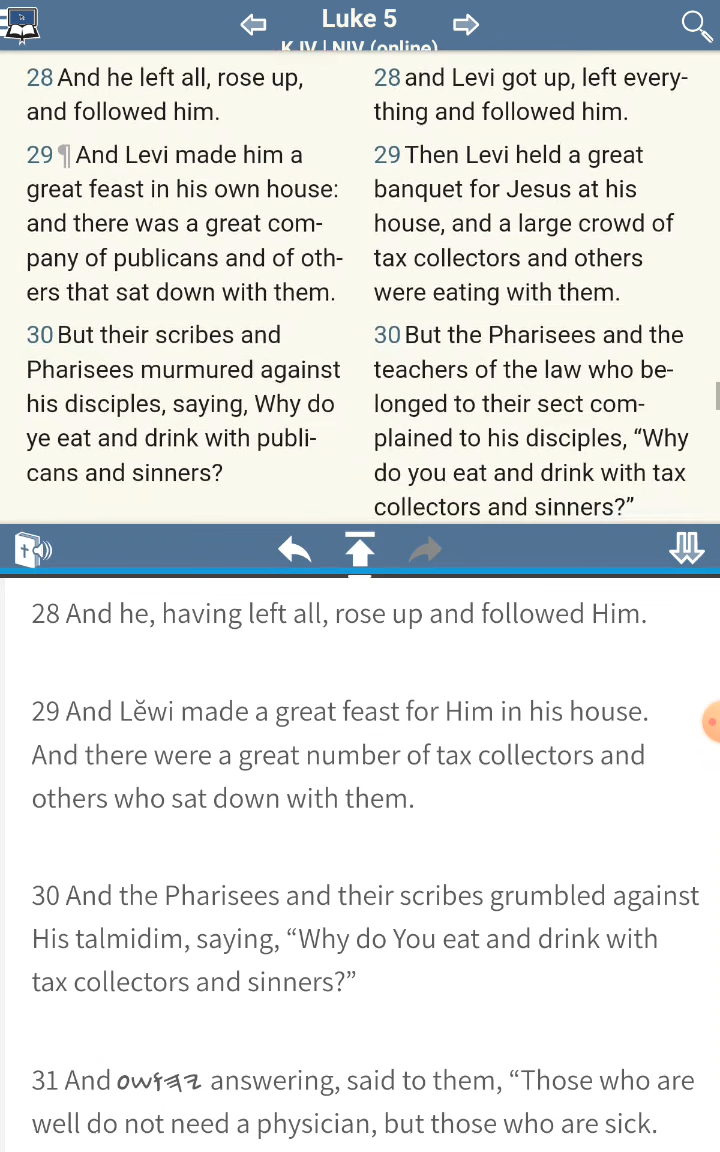 Luke 5
KJV | NIV (online)
28 And he left all, rose up,
and followed him.
29 ¶ And Levi made him a
great feast in his own house:
and there was a great com-
pany of publicans and of oth-
ers that sat down with them.
30 But their scribes and
Pharisees murmured against
his disciples, saying, Why do
ye eat and drink with publi-
cans and sinners?
28 and Levi got up, left every-
thing and followed him.
29 Then Levi held a great
banquet for Jesus at his
house, and a large crowd of
tax collectors and others
were eating with them.
30 But the Pharisees and the
teachers of the law who be-
longed to their sect com-
plained to his disciples, “Why
do you eat and drink with tax
collectors and sinners?”
28 And he, having left all, rose up and followed Him.
29 And Lĕwi made a great feast for Him in his house.
And there were a great number of tax collectors and
others who sat down with them.
30 And the Pharisees and their scribes grumbled against
His talmidim, saying, “Why do You eat and drink with
tax collectors and sinners?”
31 And 𐤉𐤄𐤅𐤔𐤏 answering, said to them, “Those who are
well do not need a physician, but those who are sick.